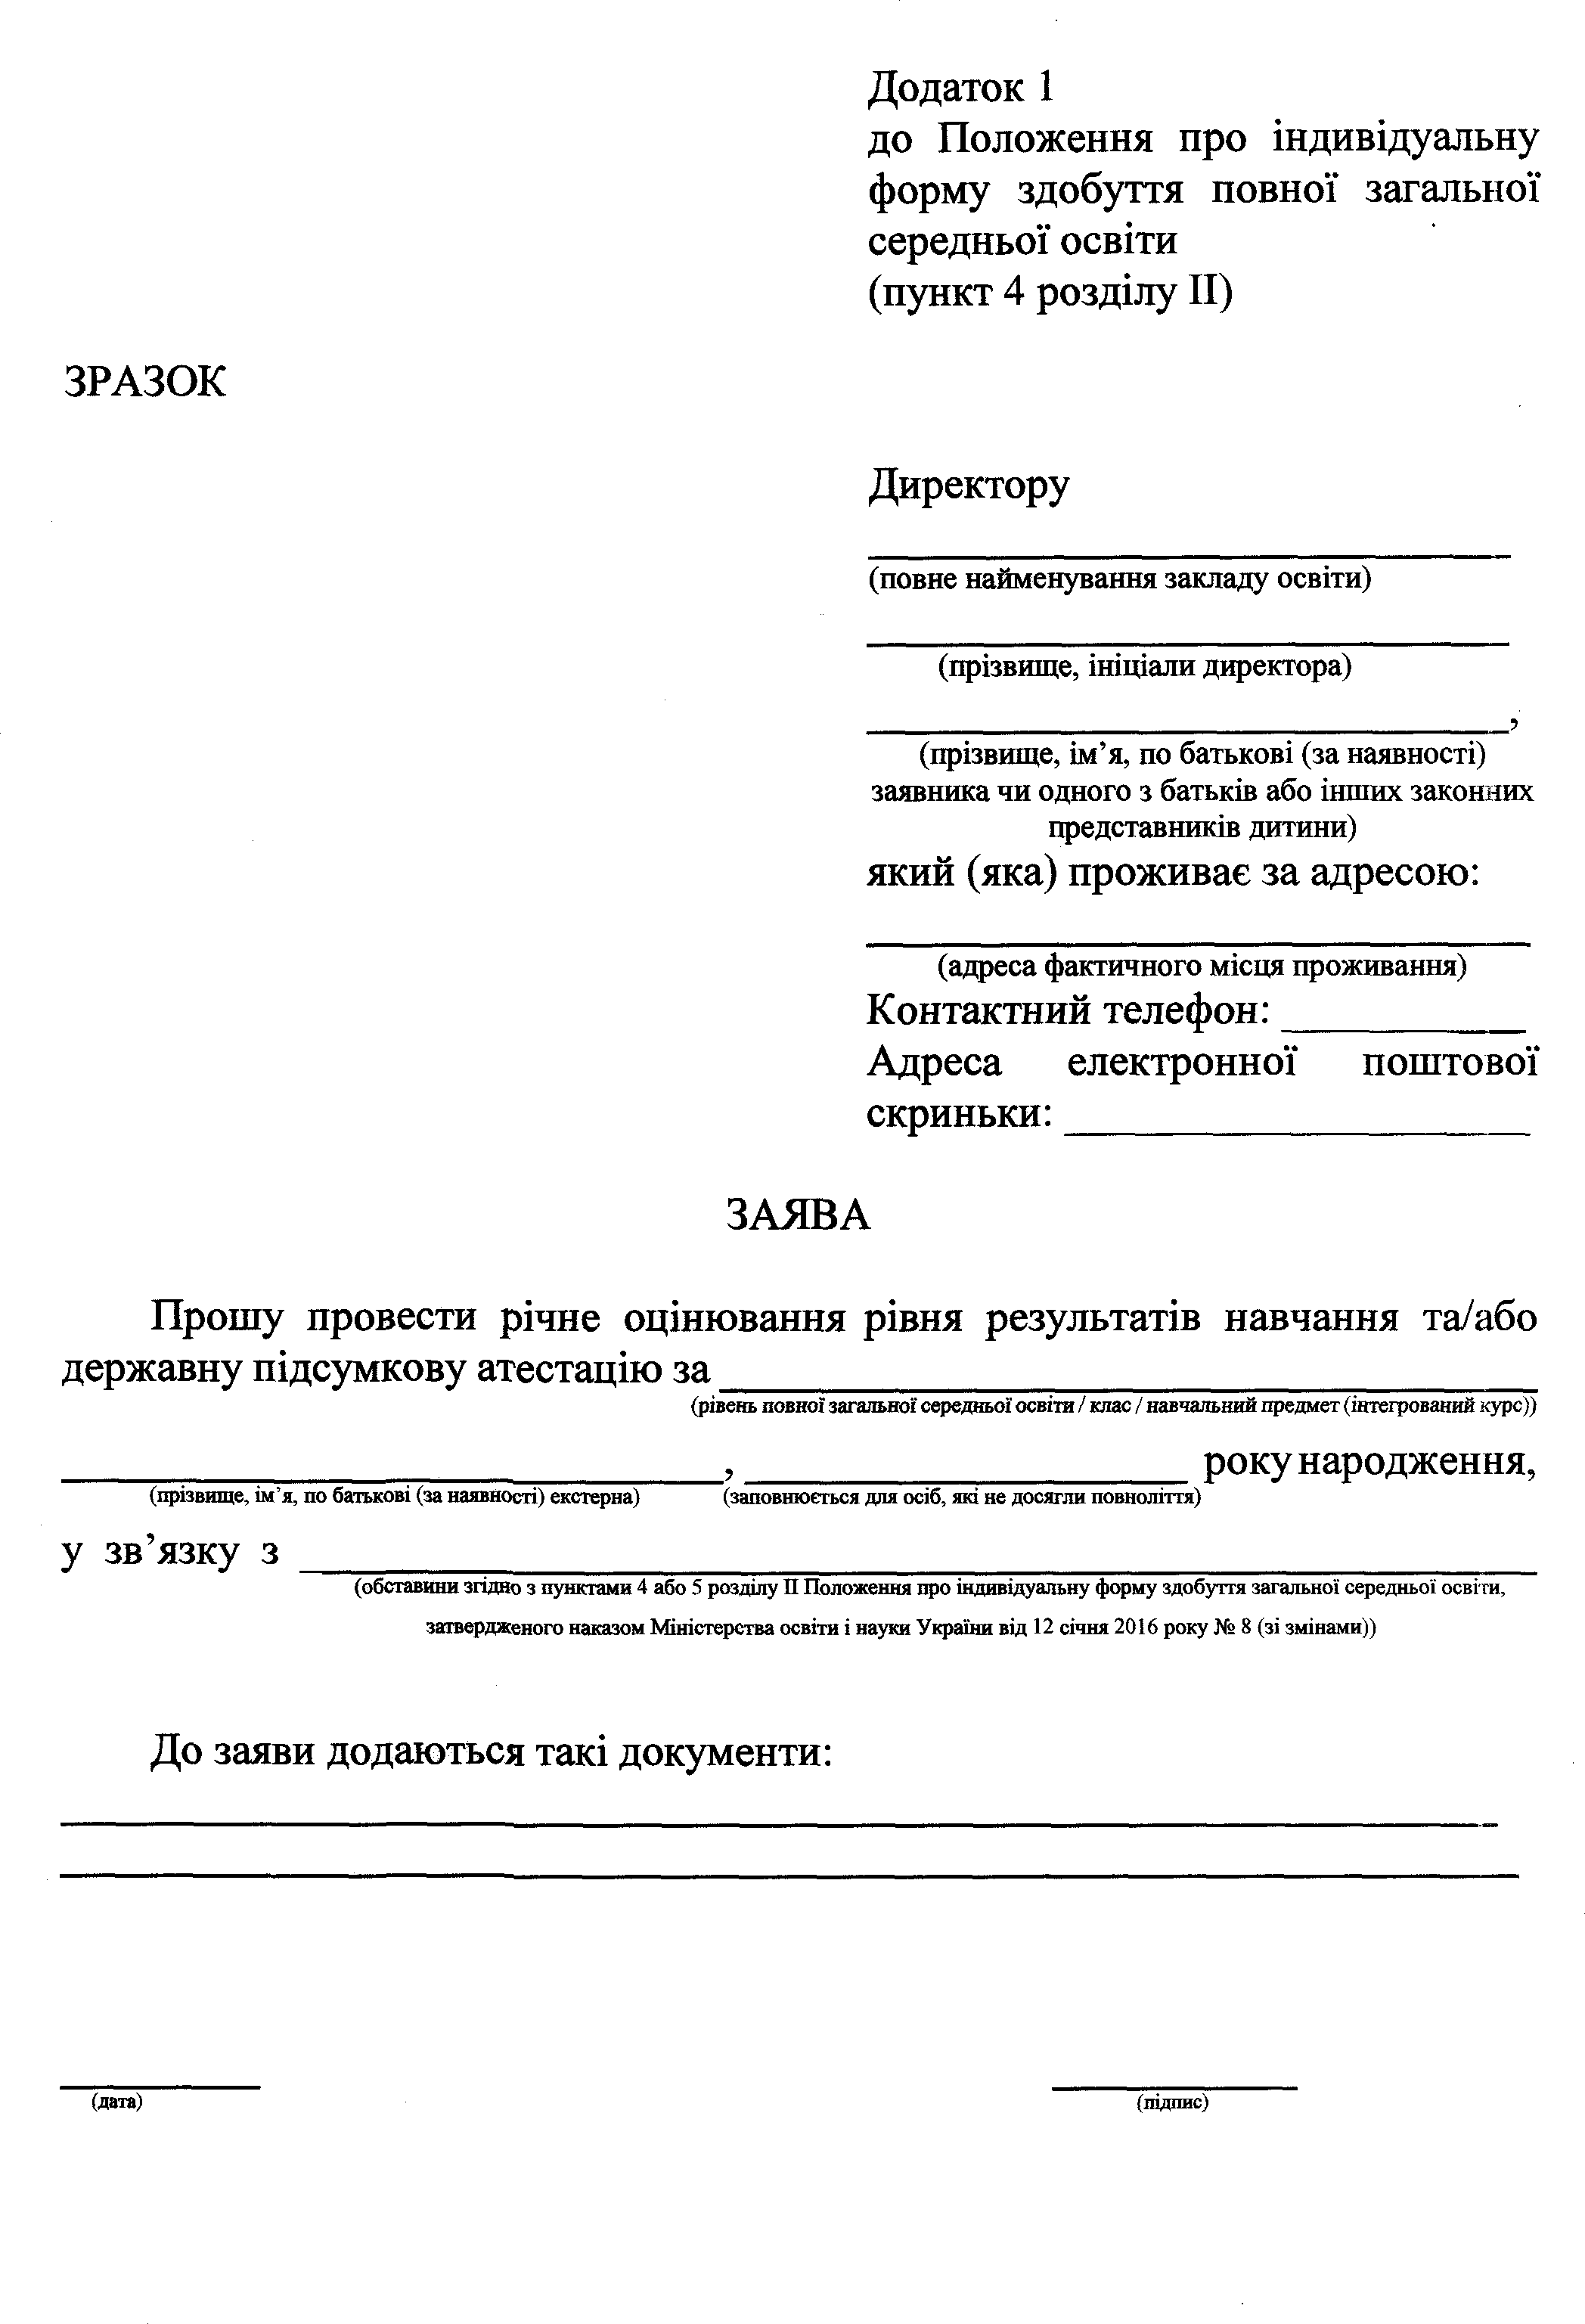 Додаток 1
до Положення про індивідуальну
форму здобуття повної загальної
середньої освіти
(пункт 4 розділу II)
ЗРАЗОК
Директору
(повне найменування закладу освіти)
(прізвище, ініціали директора)
,
(прізвище, ім’я, по батькові (за наявності)
заявника чи одного з батьків або інших законних
представників дитини)
який (яка) проживає за адресою:
(адреса фактичного місця проживання)
Контактний телефон:
Адреса електронної поштової
скриньки:
ЗАЯВА
Прошу провести річне оцінювання рівня результатів навчання та/або
державну підсумкову атестацію за
(рівень повної загальної середньої освіти / клас / навчальний предмет (інтегрований курс))
, року народження,
(прізвище, ім’я, по батькові (за наявності) екстерна) (заповнюється для осіб, які не досягли повноліття)
у зв’язку з
(обставини згідно з пунктами 4 або 5 розділу II Положення про індивідуальну форму здобуття загальної середньої освіти,
затвердженого наказом Міністерства освіти і науки України від 12 січня 2016 року № 8 (зі змінами))
До заяви додаються такі документи:
(дата) (підпис)